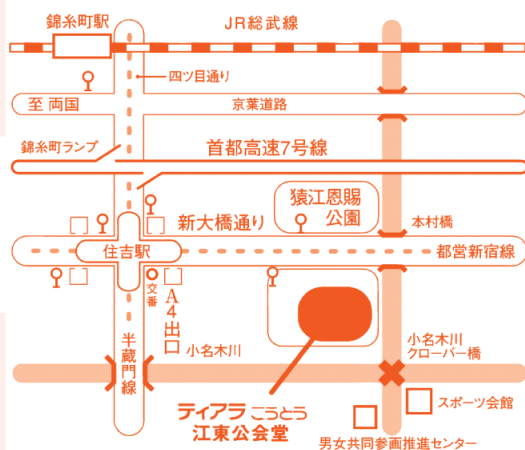 錦糸町駅
JR総武線
四ツ目通り
至 両国
京葉道路
錦糸町ランプ
首都高速7号線
猿江恩賜
公園
新大橋通り
本村橋
住吉駅
都営新宿線
交番
A4出口
半蔵門線
小名木川
小名木川
クローバー橋
ティアラ こうとう
江東公会堂
スポーツ会館
男女共同参画推進センター